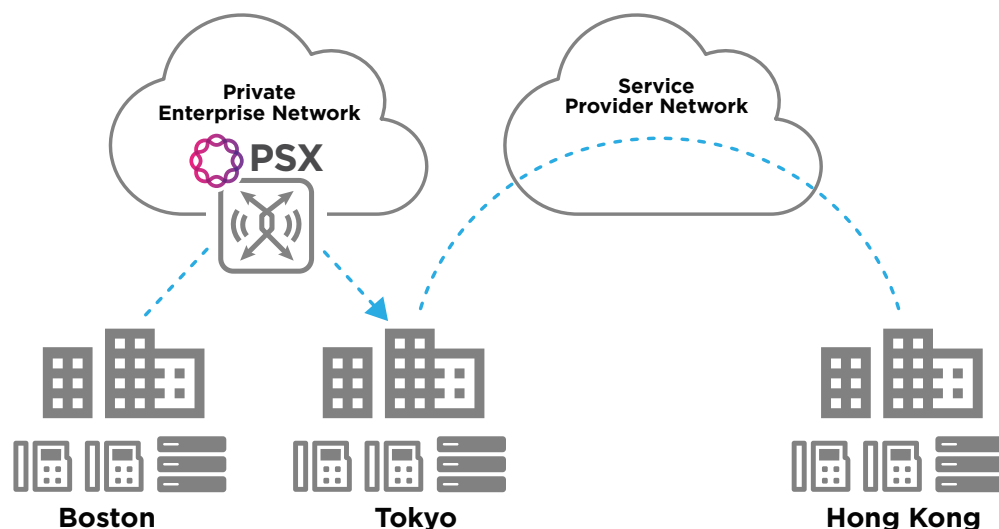 Private
Enterprise Network
PSX
Service
Provider Network
Boston
Tokyo
Hong Kong